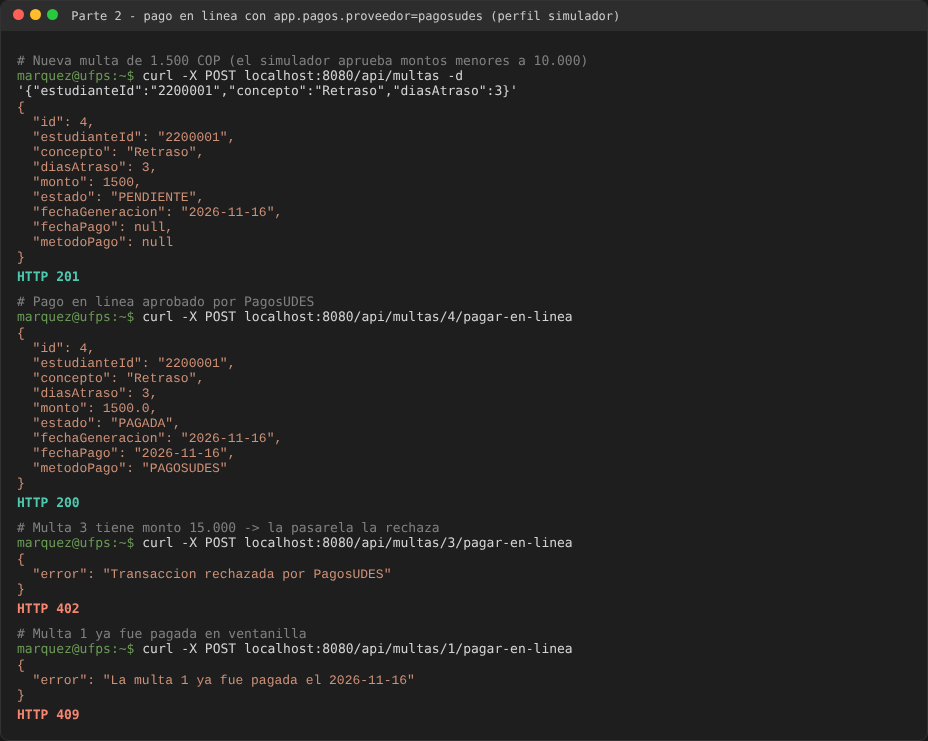 Parte 2 - pago en linea con app.pagos.proveedor=pagosudes (perfil simulador)
# Nueva multa de 1.500 COP (el simulador aprueba montos menores a 10.000)
marquez@ufps:~$ curl -X POST localhost:8080/api/multas -d
'{"estudianteId":"2200001","concepto":"Retraso","diasAtraso":3}'
{
  "id": 4,
  "estudianteId": "2200001",
  "concepto": "Retraso",
  "diasAtraso": 3,
  "monto": 1500,
  "estado": "PENDIENTE",
  "fechaGeneracion": "2026-11-16",
  "fechaPago": null,
  "metodoPago": null
}
HTTP 201
# Pago en linea aprobado por PagosUDES
marquez@ufps:~$ curl -X POST localhost:8080/api/multas/4/pagar-en-linea
{
  "id": 4,
  "estudianteId": "2200001",
  "concepto": "Retraso",
  "diasAtraso": 3,
  "monto": 1500.0,
  "estado": "PAGADA",
  "fechaGeneracion": "2026-11-16",
  "fechaPago": "2026-11-16",
  "metodoPago": "PAGOSUDES"
}
HTTP 200
# Multa 3 tiene monto 15.000 -> la pasarela la rechaza
marquez@ufps:~$ curl -X POST localhost:8080/api/multas/3/pagar-en-linea
{
  "error": "Transaccion rechazada por PagosUDES"
}
HTTP 402
# Multa 1 ya fue pagada en ventanilla
marquez@ufps:~$ curl -X POST localhost:8080/api/multas/1/pagar-en-linea
{
  "error": "La multa 1 ya fue pagada el 2026-11-16"
}
HTTP 409